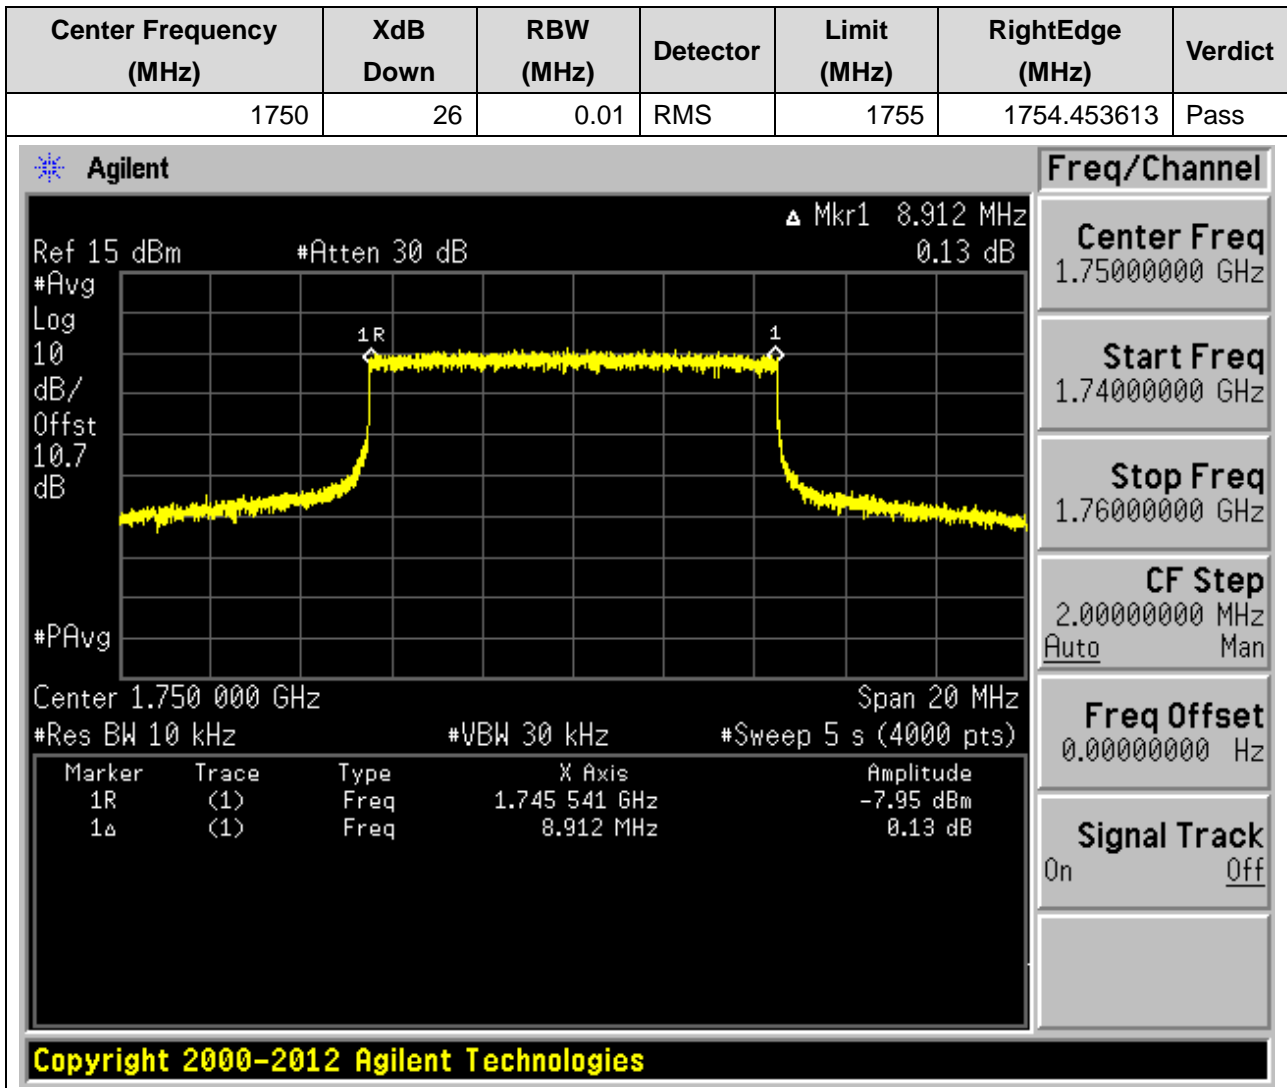 Center Frequency (MHz) XdB Down RBW (MHz) Detector Limit (MHz) RightEdge (MHz) Verdict
1750 26 0.01 RMS 1755 1754.453613 Pass
Agilent
Freq/Channel
Δ Mkr1 8.912 MHz
Ref 15 dBm #Atten 30 dB 0.13 dB
#Avg
Log
10
dB/
Offst
10.7
dB
#PAvg
1R
1
Center 1.750 000 GHz Span 20 MHz
#Res BW 10 kHz #VBW 30 kHz #Sweep 5 s (4000 pts)
Marker Trace Type X Axis Amplitude
1R (1) Freq 1.745 541 GHz -7.95 dBm
1Δ (1) Freq 8.912 MHz 0.13 dB
Center Freq
1.75000000 GHz
Start Freq
1.74000000 GHz
Stop Freq
1.76000000 GHz
CF Step
2.00000000 MHz
Auto Man
Freq Offset
0.00000000 Hz
Signal Track
On Off
Copyright 2000-2012 Agilent Technologies